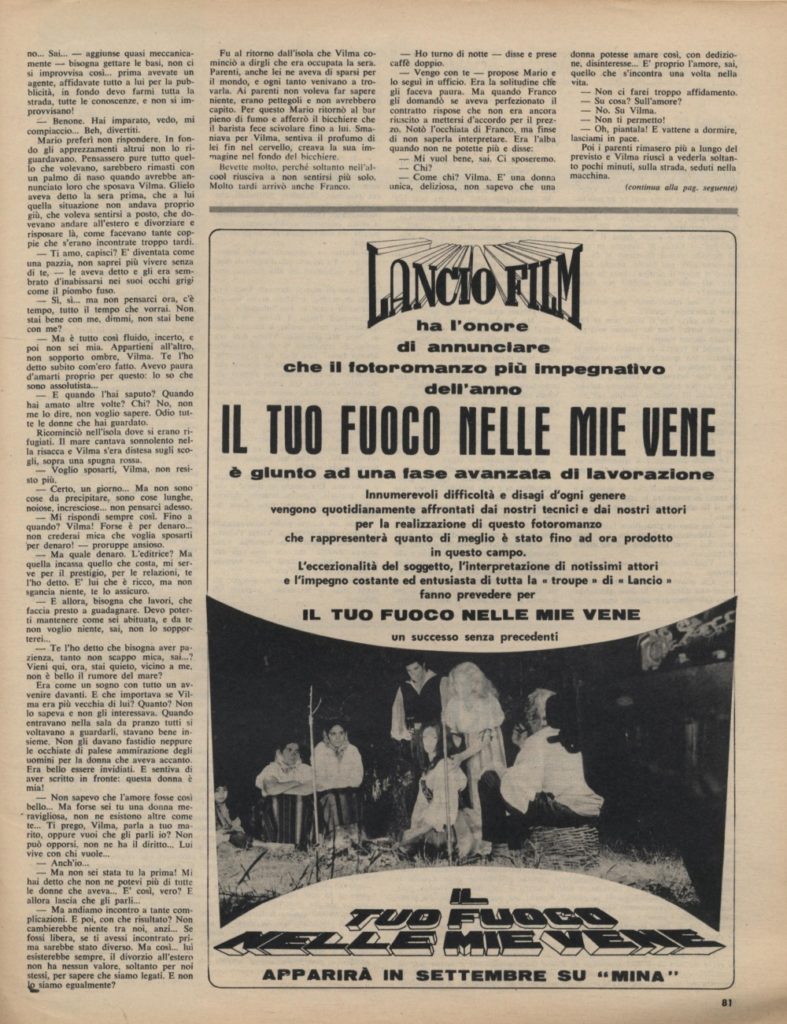 no... Sai... — aggiunse quasi meccanica-
mente — bisogna gettare le basi, non ci
si improvvisa così... prima avevate un
agente, affidavate tutto a lui per la pub-
blicità, in fondo devo farmi tutta la
strada, tutte le conoscenze, e non si im-
provvisano!
— Benone. Hai imparato, vedo, mi
compiaccio... Beh, divertiti.
Mario preferì non rispondere. In fon-
do gli apprezzamenti altrui non lo ri-
guardavano. Pensassero pure tutto quel-
lo che volevano, sarebbero rimasti con
un palmo di naso quando avrebbe an-
nunciato loro che sposava Vilma. Glielo
aveva detto la sera prima, che a lui
quella situazione non andava proprio
giù, che voleva sentirsi a posto, che do-
vevano andare all'estero e divorziare e
risposare là, come facevano tante cop-
pie che s'erano incontrate troppo tardi.
— Ti amo, capisci? E' diventata come
una pazzia, non saprei più vivere senza
di te, — le aveva detto e gli era sem-
brato d'inabissarsi nei suoi occhi grigi
come il piombo fuso.
— Sì, sì... ma non pensarci ora, c'è
tempo, tutto il tempo che vorrai. Non
stai bene con me, dimmi, non stai bene
con me?
— Ma è tutto così fluido, incerto, e
poi non sei mia. Appartieni all'altro,
non sopporto ombre, Vilma. Te l'ho
detto subito com'ero fatto. Avevo paura
d'amarti proprio per questo: lo so che
sono assolutista...
— E quando l'hai saputo? Quando
hai amato altre volte? Chi? No, non
me lo dire, non voglio sapere. Odio tut-
te le donne che hai guardato.
Ricominciò nell'isola dove si erano ri-
fugiati. Il mare cantava sonnolento nel-
la risacca e Vilma s'era distesa sugli sco-
gli, sopra una spugna rossa.
— Voglio sposarti, Vilma, non resi-
sto più.
— Certo, un giorno... Ma non sono
cose da precipitare, sono cose lunghe,
noiose, incresciose... non pensarci adesso.
— Mi rispondi sempre così. Fino a
quando? Vilma! Forse è per denaro...
non crederai mica che voglia sposarti
per denaro! — proruppe ansioso.
— Ma quale denaro. L'editrice? Ma
quella incassa quello che costa, mi ser-
ve per il prestigio, per le relazioni, te
l'ho detto. E' lui che è ricco, ma non
sgancia niente, te lo assicuro.
— E allora, bisogna che lavori, che
faccia presto a guadagnare. Devo poter-
ti mantenere come sei abituata, e da te
non voglio niente, sai, non lo soppor-
terei...
— Te l'ho detto che bisogna aver pa-
zienza, tanto non scappo mica, sai...?
Vieni qui, ora, stai quieto, vicino a me,
non è bello il rumore del mare?
Era come un sogno con tutto un av-
venire davanti. E che importava se Vil-
ma era più vecchia di lui? Quanto? Non
lo sapeva e non gli interessava. Quando
entravano nella sala da pranzo tutti si
voltavano a guardarli, stavano bene in-
sieme. Non gli davano fastidio neppure
le occhiate di palese ammirazione degli
uomini per la donna che aveva accanto.
Era bello essere invidiati. E sentiva di
aver scritto in fronte: questa donna è
mia!
— Non sapevo che l'amore fosse così
bello... Ma forse sei tu una donna me-
ravigliosa, non ne esistono altre come
te... Ti prego, Vilma, parla a tuo ma-
rito, oppure vuoi che gli parli io? Non
può opporsi, non ne ha il diritto... Lui
vive con chi vuole...
— Anch'io...
— Ma non sei stata tu la prima! Mi
hai detto che non ne potevi più di tutte
le donne che aveva... E' così, vero? E
allora lascia che gli parli...
— Ma andiamo incontro a tante com-
plicazioni. E poi, con che risultato? Non
cambierebbe niente tra noi, anzi... Se
fossi libera, se ti avessi incontrato pri-
ma sarebbe stato diverso. Ma così... lui
esisterebbe sempre, il divorzio all'estero
non ha nessun valore, soltanto per noi
stessi, per sapere che siamo legati. E non
lo siamo egualmente?
Fu al ritorno dall'isola che Vilma co-
minciò a dirgli che era occupata la sera.
Parenti, anche lei ne aveva di sparsi per
il mondo, e ogni tanto venivano a tro-
varla. Ai parenti non voleva far sapere
niente, erano pettegoli e non avrebbero
capito. Per questo Mario ritornò al bar
pieno di fumo e afferrò il bicchiere che
il barista fece scivolare fino a lui. Sma-
niava per Vilma, sentiva il profumo di
lei fin nel cervello, creava la sua im-
magine nel fondo del bicchiere.
Bevette molto, perché soltanto nell'al-
cool riusciva a non sentirsi più solo.
Molto tardi arrivò anche Franco.
— Ho turno di notte — disse e prese
caffè doppio.
— Vengo con te — propose Mario e
lo seguì in ufficio. Era la solitudine che
gli faceva paura. Ma quando Franco
gli domandò se aveva perfezionato il
contratto rispose che non era ancora
riuscito a mettersi d'accordo per il prez-
zo. Notò l'occhiata di Franco, ma finse
di non saperla interpretare. Era l'alba
quando non ne potette più e disse:
— Mi vuol bene, sai. Ci sposeremo.
— Chi?
— Come chi? Vilma. E' una donna
unica, deliziosa, non sapevo che una
donna potesse amare così, con dedizio-
ne, disinteresse... E' proprio l'amore, sai,
quello che s'incontra una volta nella
vita.
— Non ci farei troppo affidamento.
— Su cosa? Sull'amore?
— No. Su Vilma.
— Non ti permetto!
— Oh, piantala! E vattene a dormire,
lasciami in pace.
Poi i parenti rimasero più a lungo del
previsto e Vilma riuscì a vederla soltan-
to pochi minuti, sulla strada, seduti nella
macchina.
(continua alla pag. seguente)
LANCIO FILM
ha l'onore
di annunciare
che il fotoromanzo più impegnativo
dell'anno
IL TUO FUOCO NELLE MIE VENE
è giunto ad una fase avanzata di lavorazione
Innumerevoli difficoltà e disagi d'ogni genere
vengono quotidianamente affrontati dai nostri tecnici e dai nostri attori
per la realizzazione di questo fotoromanzo
che rappresenterà quanto di meglio è stato fino ad ora prodotto
in questo campo.
L'eccezionalità del soggetto, l'interpretazione di notissimi attori
e l'impegno costante ed entusiasta di tutta la « troupe » di « Lancio »
fanno prevedere per
IL TUO FUOCO NELLE MIE VENE
un successo senza precedenti
IL
TUO FUOCO
NELLE MIE VENE
APPARIRÀ IN SETTEMBRE SU "MINA"
81